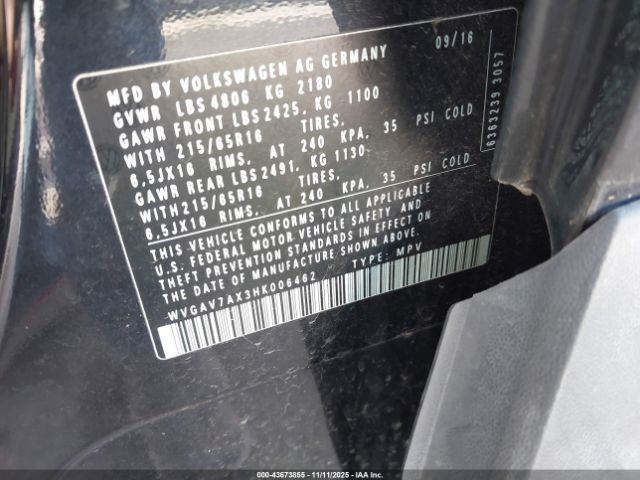 MFD BY VOLKSWAGEN AG GERMANY 09/16
GVWR LBS 4806 KG 2180
GAWR FRONT LBS 2425, KG 1100
WITH 215/65R16 TIRES,
6,5JX16 RIMS, AT 240 KPA, 35 PSI COLD
GAWR REAR LBS 2491, KG 1130
WITH 215/65R16 TIRES,
6,5JX16 RIMS, AT 240 KPA, 35 PSI COLD
THIS VEHICLE CONFORMS TO ALL APPLICABLE
U.S. FEDERAL MOTOR VEHICLE SAFETY AND
THEFT PREVENTION STANDARDS IN EFFECT ON
THE DATE OF MANUFACTURE SHOWN ABOVE.
WVGAV7AX3HK006462 TYPE: MPV
6363239 3057
000-43673855 - 11/11/2025 - IAAI.COM